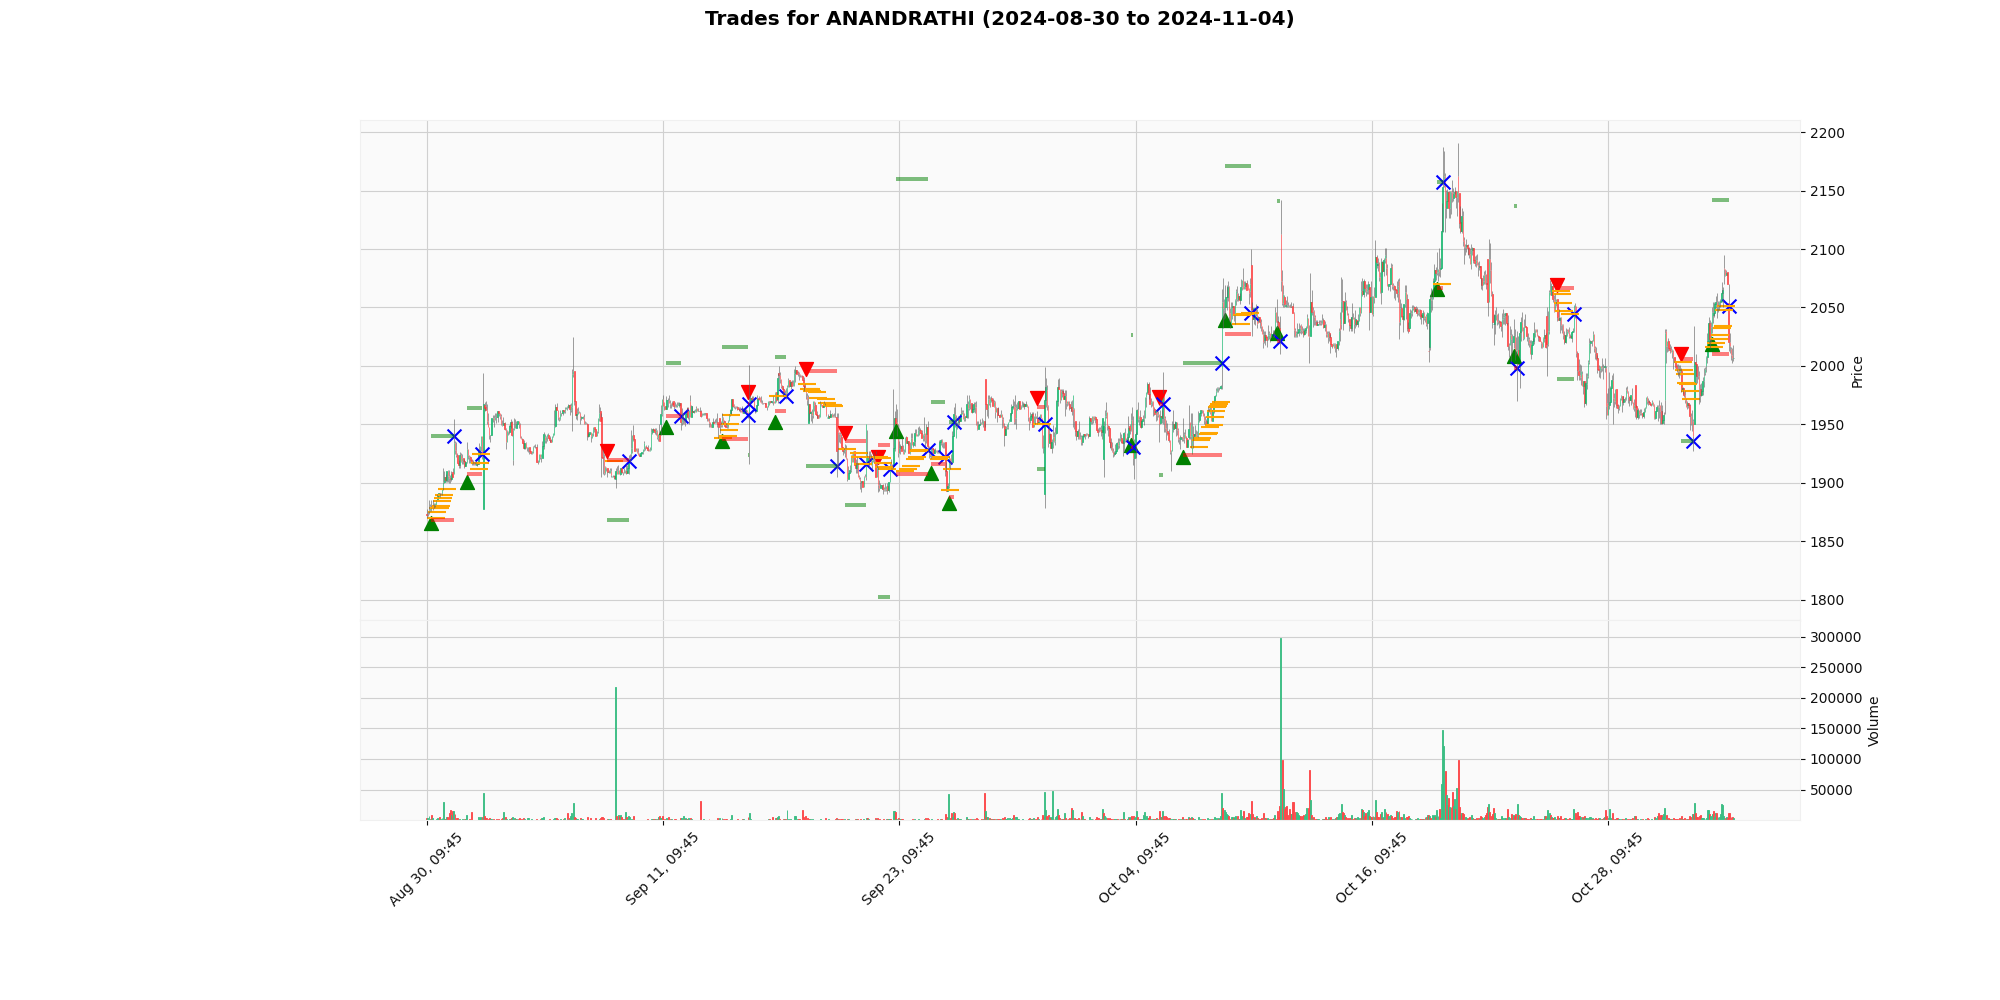 Trades for ANANDRATHI (2024-08-30 to 2024-11-04)
2200
2150
2100
2050
2000
1950
1900
1850
1800
Price
300000
250000
200000
150000
100000
50000
Volume
Aug 30, 09:45
Sep 11, 09:45
Sep 23, 09:45
Oct 04, 09:45
Oct 16, 09:45
Oct 28, 09:45